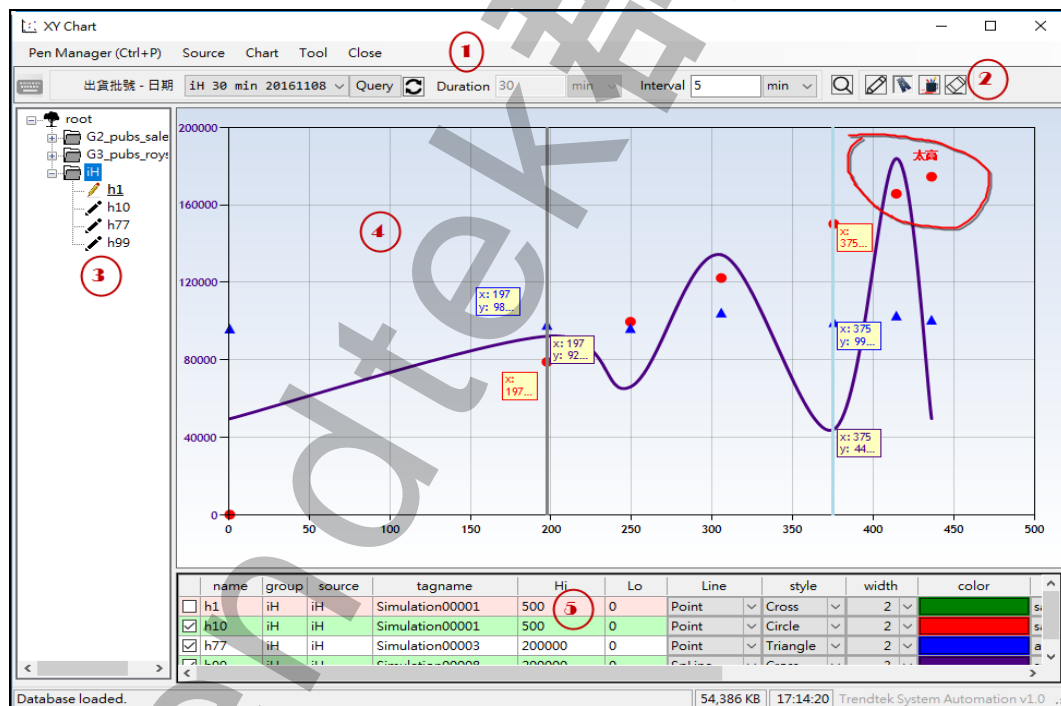 XY Chart
Pen Manager (Ctrl+P) Source Chart Tool Close
1
出貨批號 - 日期 iH 30 min 20161108 Query Duration 30 min Interval 5 min
2
root
G2_pubs_sale
G3_pubs_roys
iH
h1
h10
h77
h99
3
200000
160000
120000
80000
40000
0
0 50 100 150 200 250 300 350 400 450 500
4
太高
x:
375...
x: 197
y: 98...
x: 197
y: 92...
x:
197...
x: 375
y: 99...
x: 375
y: 44...
name group source tagname Hi Lo Line style width color
h1 iH iH Simulation00001 500 0 Point Cross 2
5
h10 iH iH Simulation00001 500 0 Point Circle 2
h77 iH iH Simulation00003 200000 0 Point Triangle 2
Database loaded. 54,386 KB 17:14:20 Trendtek System Automation v1.0